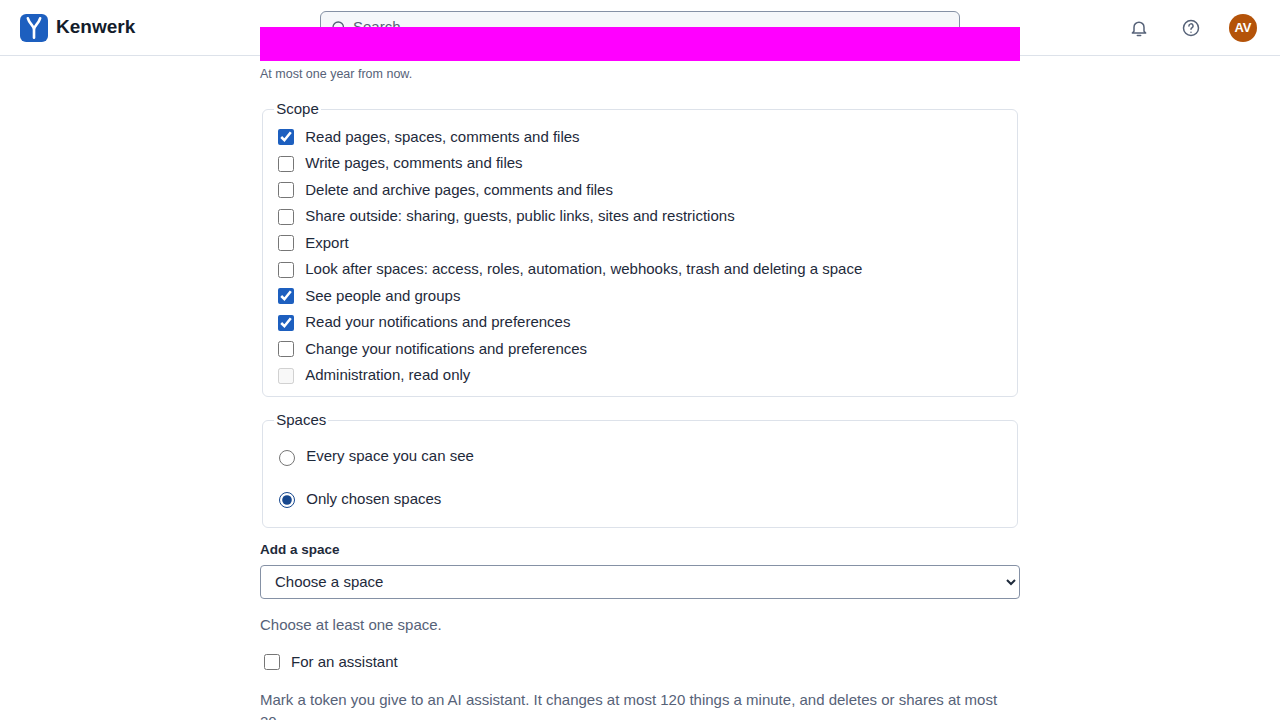 Kenwerk
Search
AV
At most one year from now.
Scope
Read pages, spaces, comments and files
Write pages, comments and files
Delete and archive pages, comments and files
Share outside: sharing, guests, public links, sites and restrictions
Export
Look after spaces: access, roles, automation, webhooks, trash and deleting a space
See people and groups
Read your notifications and preferences
Change your notifications and preferences
Administration, read only
Spaces
Every space you can see
Only chosen spaces
Add a space
Choose a space
Choose at least one space.
For an assistant
Mark a token you give to an AI assistant. It changes at most 120 things a minute, and deletes or shares at most